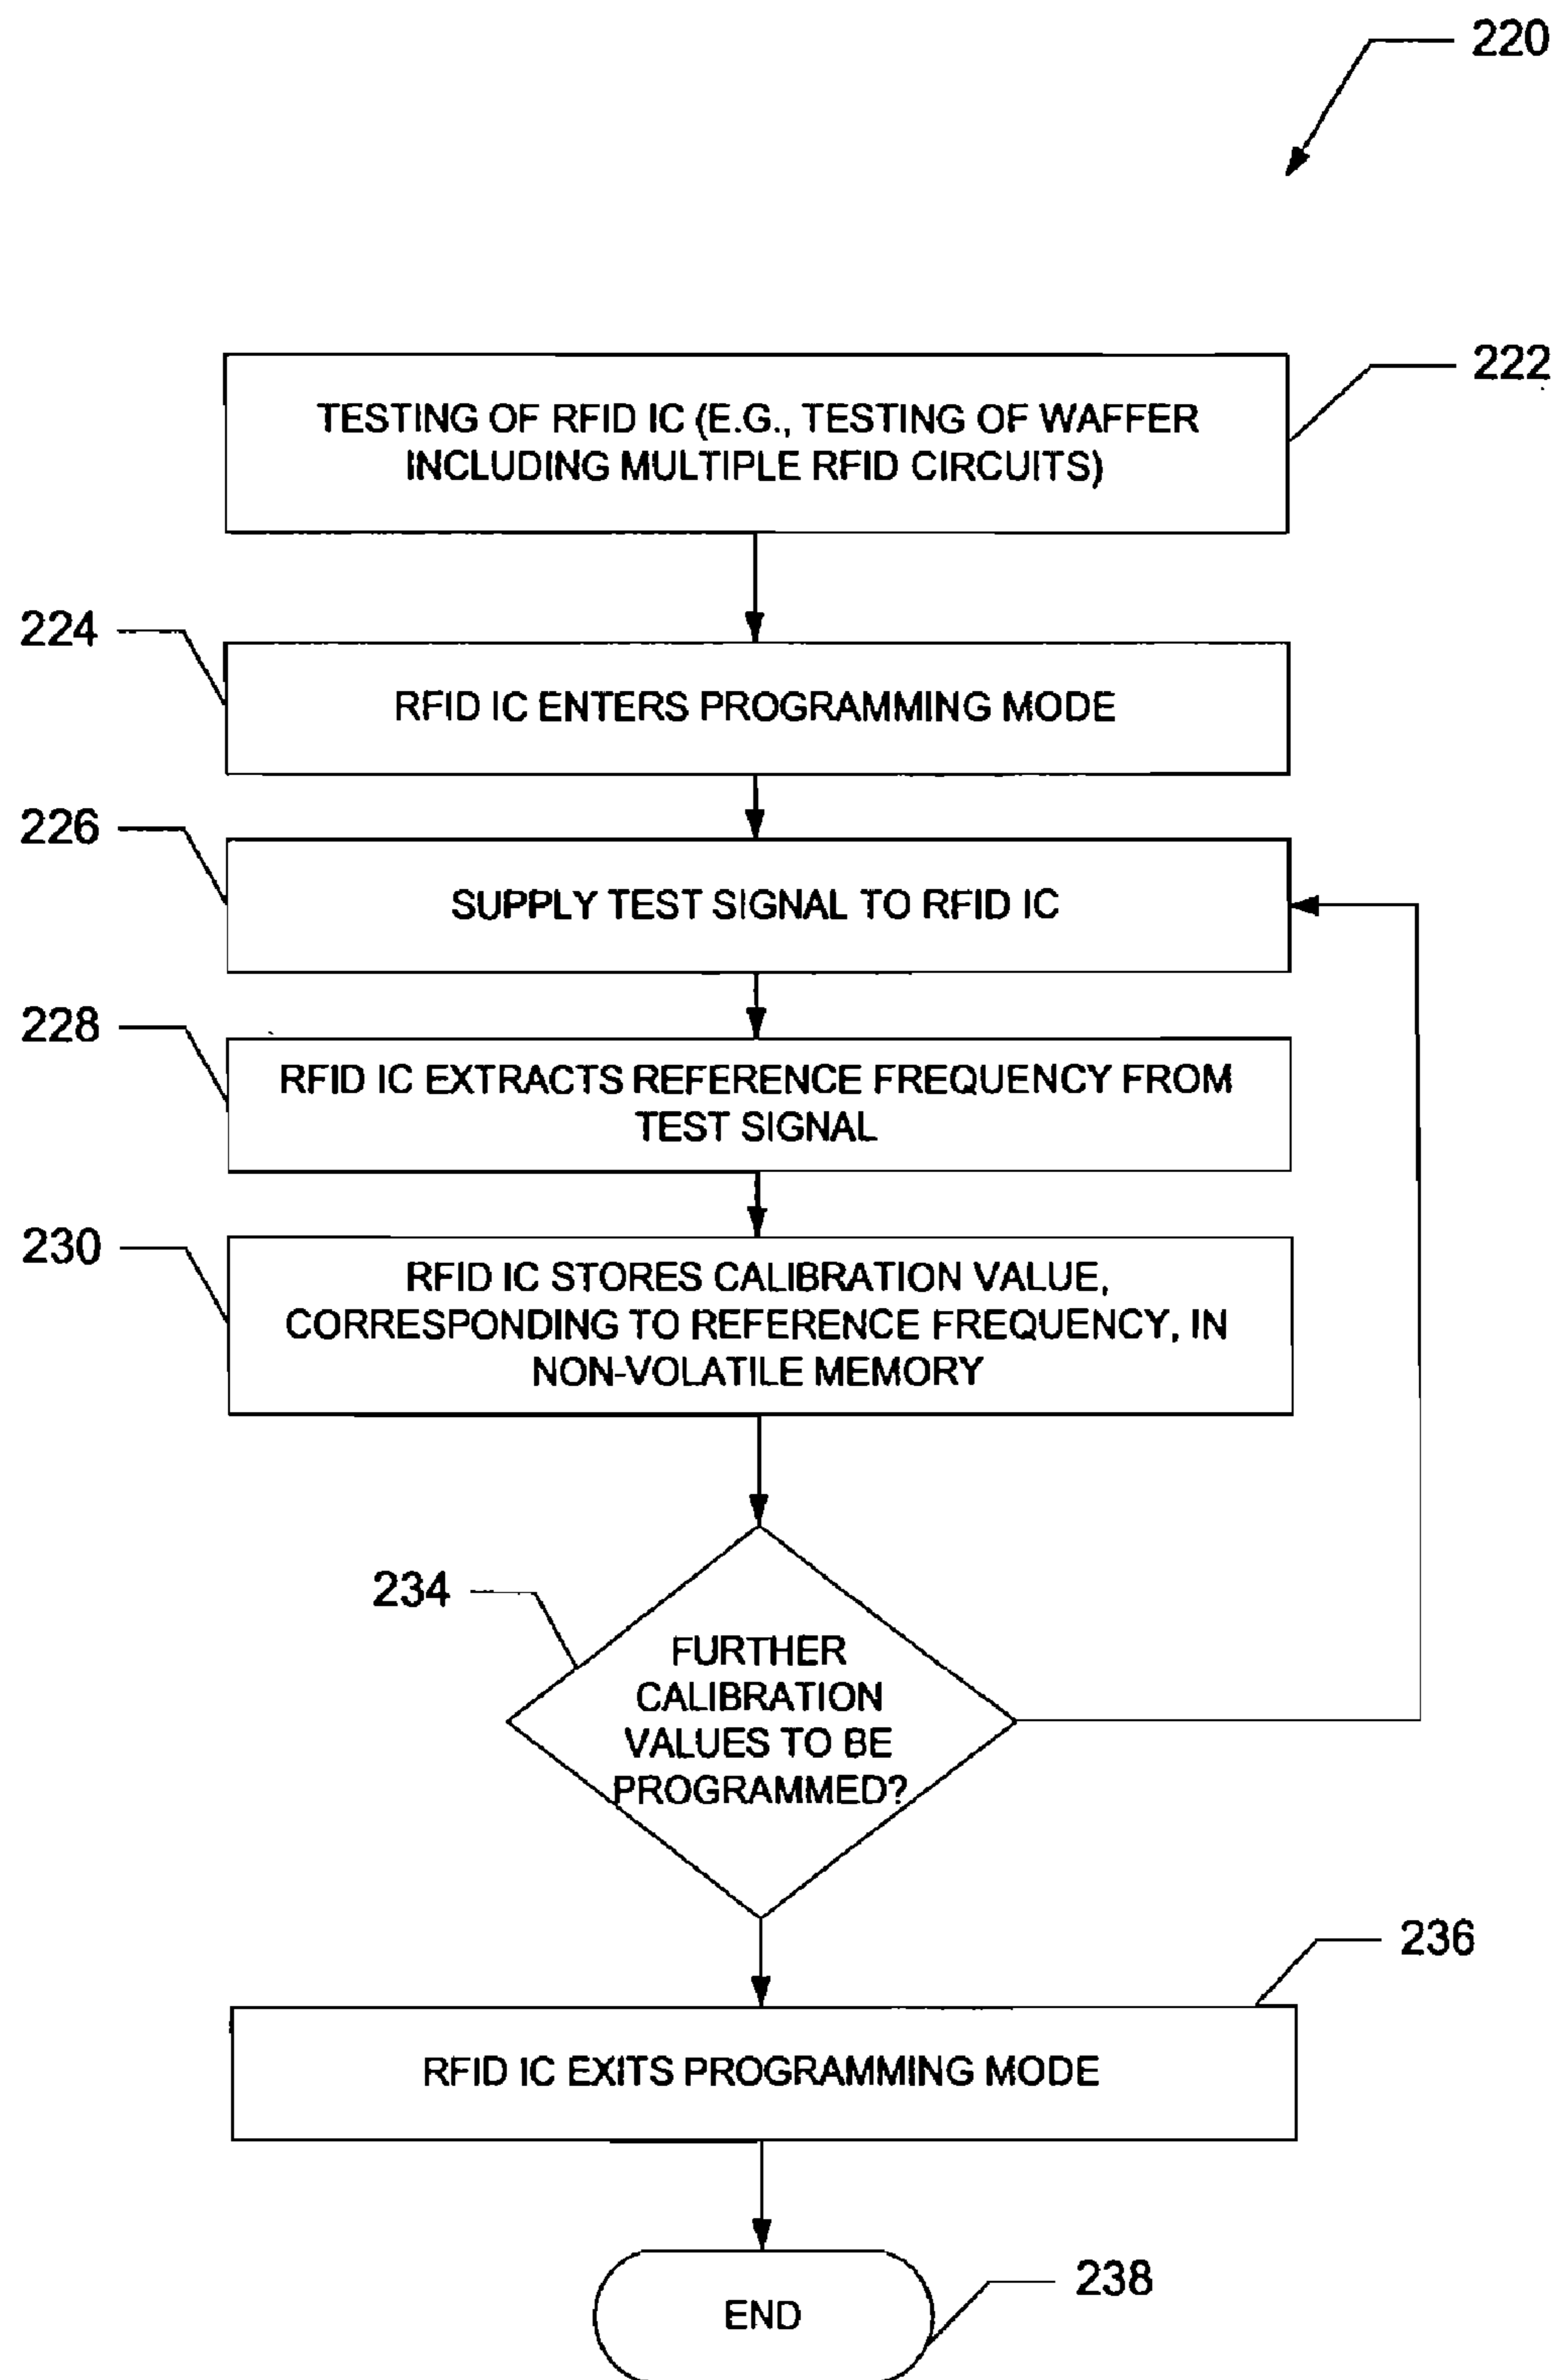 220
222
TESTING OF RFID IC (E.G., TESTING OF WAFFER
INCLUDING MULTIPLE RFID CIRCUITS)
224
RFID IC ENTERS PROGRAMMING MODE
226
SUPPLY TEST SIGNAL TO RFID IC
228
RFID IC EXTRACTS REFERENCE FREQUENCY FROM
TEST SIGNAL
230
RFID IC STORES CALIBRATION VALUE,
CORRESPONDING TO REFERENCE FREQUENCY, IN
NON-VOLATILE MEMORY
234
FURTHER
CALIBRATION
VALUES TO BE
PROGRAMMED?
236
RFID IC EXITS PROGRAMMING MODE
238
END